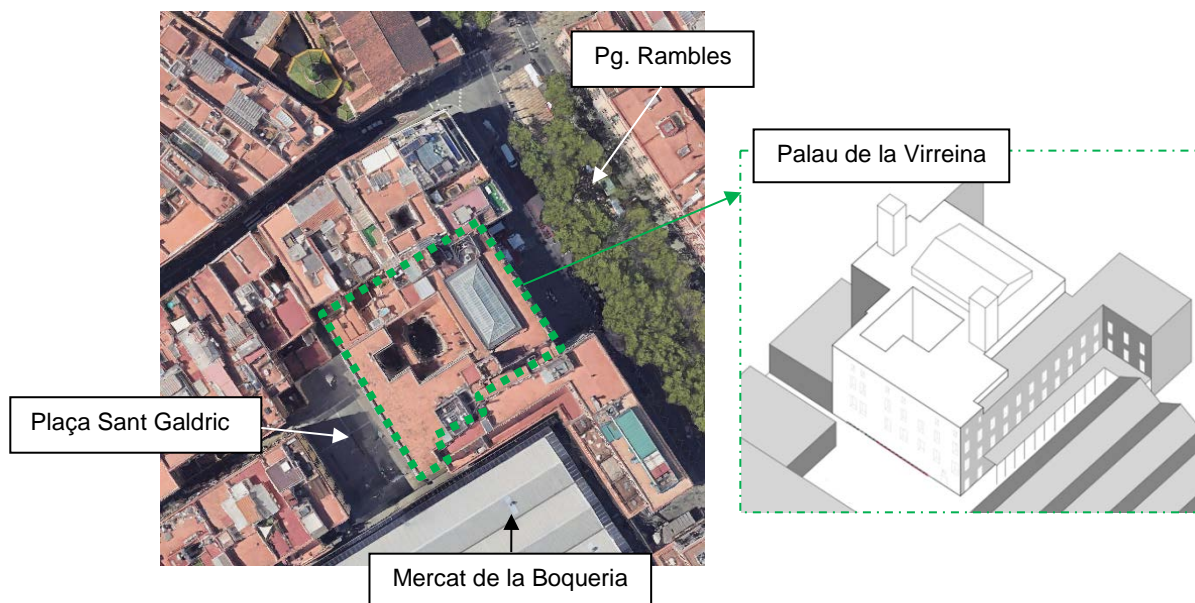 Pg. Rambles
Palau de la Virreina
Plaça Sant Galdric
Mercat de la Boqueria